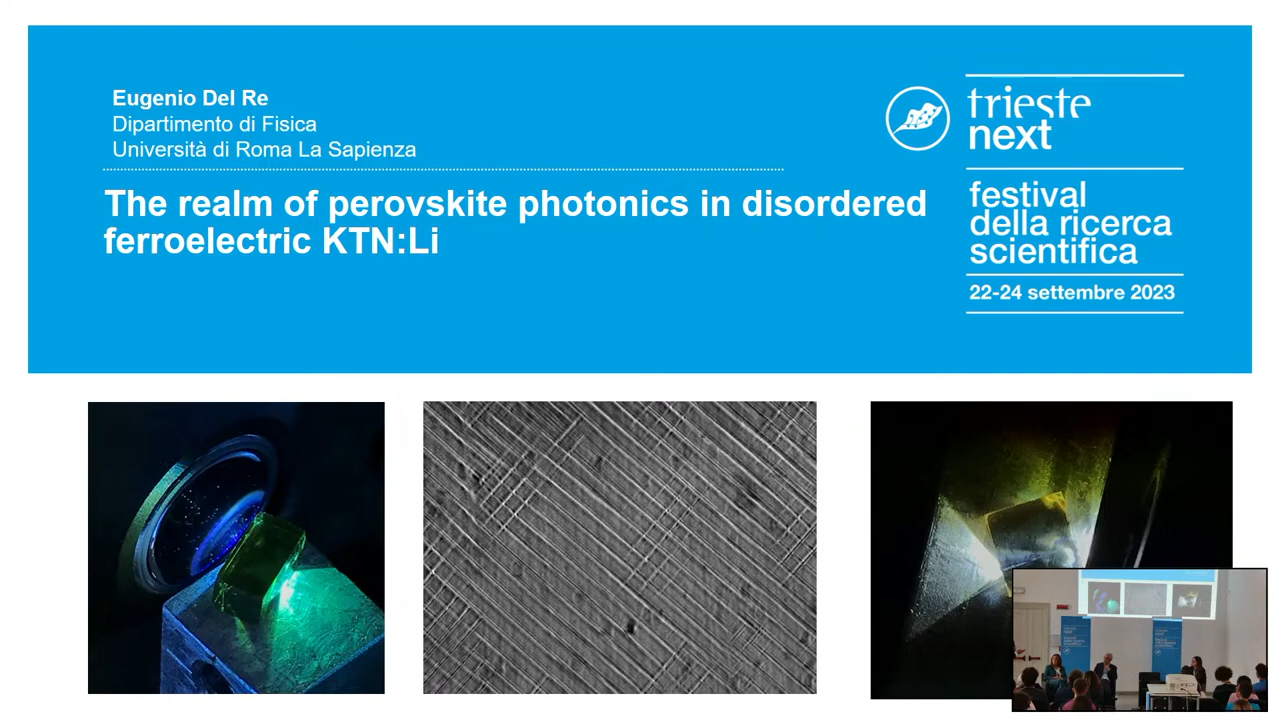 Eugenio Del Re
Dipartimento di Fisica
Università di Roma La Sapienza
The realm of perovskite photonics in disordered
ferroelectric KTN:Li
trieste
next
festival
della ricerca
scientifica
22-24 settembre 2023